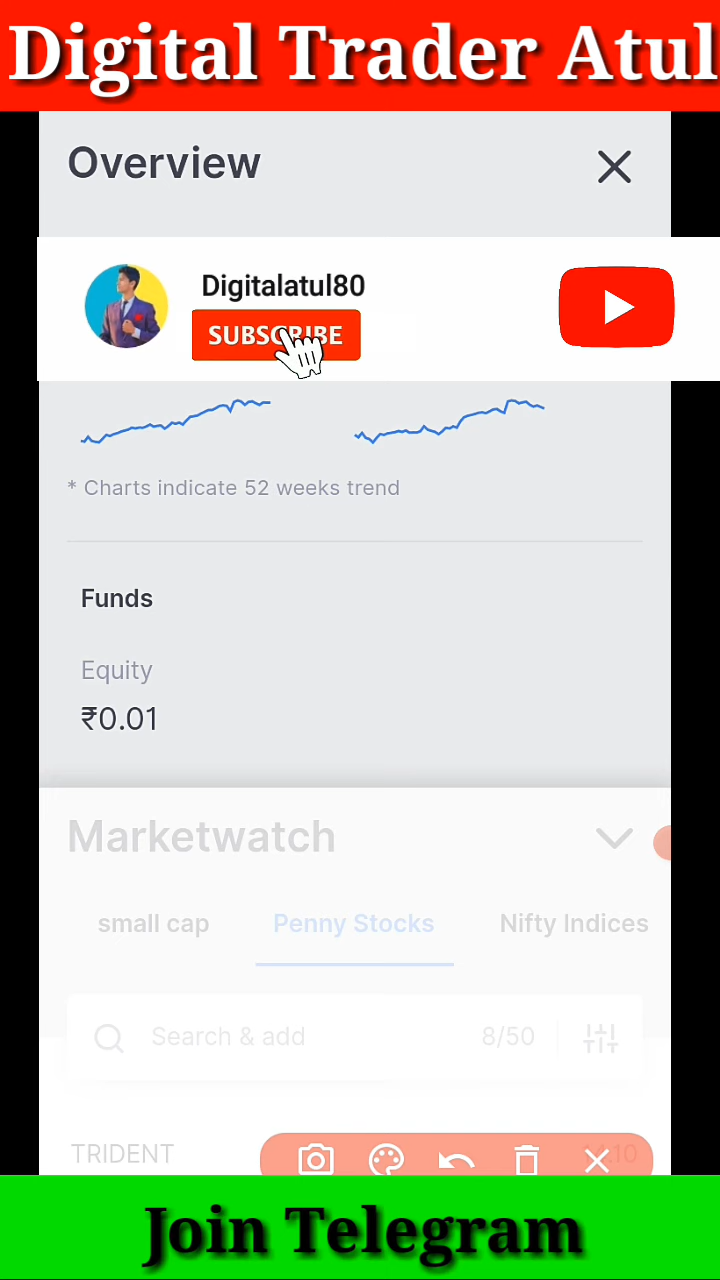 Digital Trader Atul
Overview
Digitalatul80
SUBSCRIBE
* Charts indicate 52 weeks trend
Funds
Equity
₹0.01
Marketwatch
small cap Penny Stocks Nifty Indices
Search & add 8/50
TRIDENT
Join Telegram